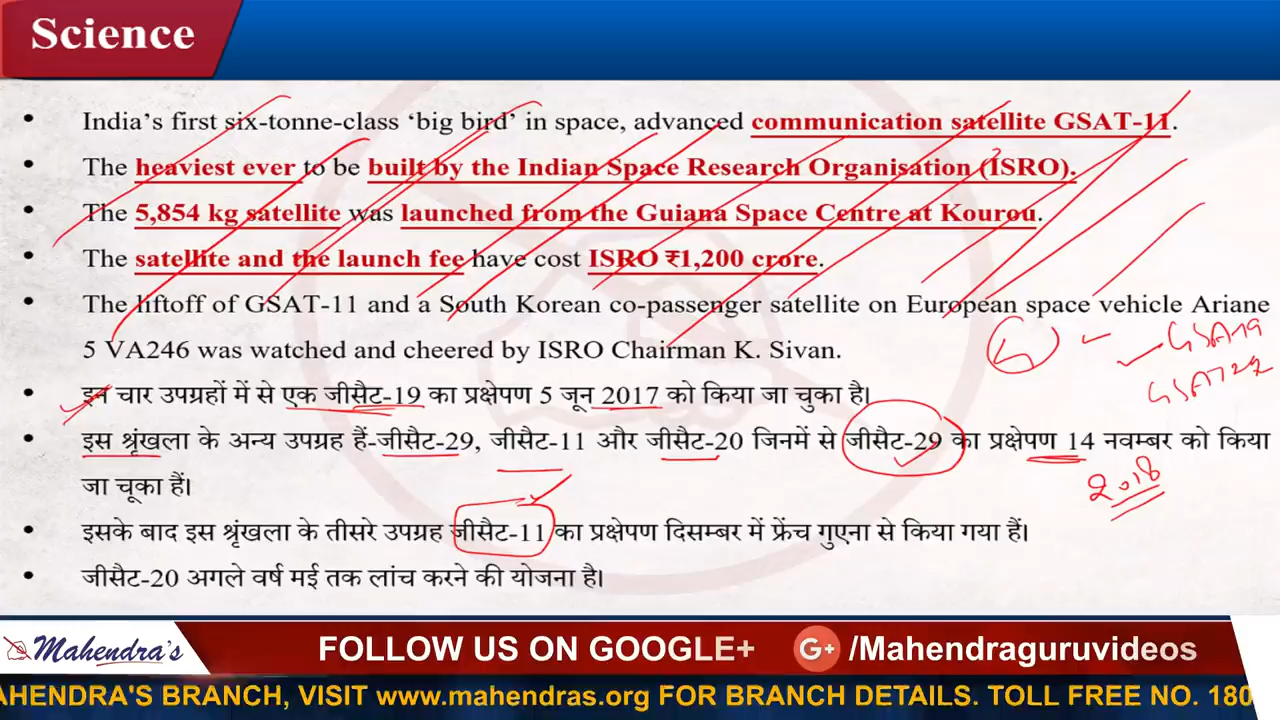 Science
• India's first six-tonne-class 'big bird' in space, advanced communication satellite GSAT-11.
• The heaviest ever to be built by the Indian Space Research Organisation (ISRO).
• The 5,854 kg satellite was launched from the Guiana Space Centre at Kourou.
• The satellite and the launch fee have cost ISRO ₹1,200 crore.
• The liftoff of GSAT-11 and a South Korean co-passenger satellite on European space vehicle Ariane
5 VA246 was watched and cheered by ISRO Chairman K. Sivan.
GSAT19
• इन चार उपग्रहों में से एक जीसैट-19 का प्रक्षेपण 5 जून 2017 को किया जा चुका है।
• इस श्रृंखला के अन्य उपग्रह हैं-जीसैट-29, जीसैट-11 और जीसैट-20 जिनमें से जीसैट-29 का प्रक्षेपण 14 नवम्बर को किया
जा चूका हैं।
2018
• इसके बाद इस श्रृंखला के तीसरे उपग्रह जीसैट-11 का प्रक्षेपण दिसम्बर में फ्रेंच गुएना से किया गया हैं।
• जीसैट-20 अगले वर्ष मई तक लांच करने की योजना है।
Mahendra's
FOLLOW US ON GOOGLE+
G+ /Mahendraguruvideos
AHENDRA'S BRANCH, VISIT www.mahendras.org FOR BRANCH DETAILS. TOLL FREE NO. 180